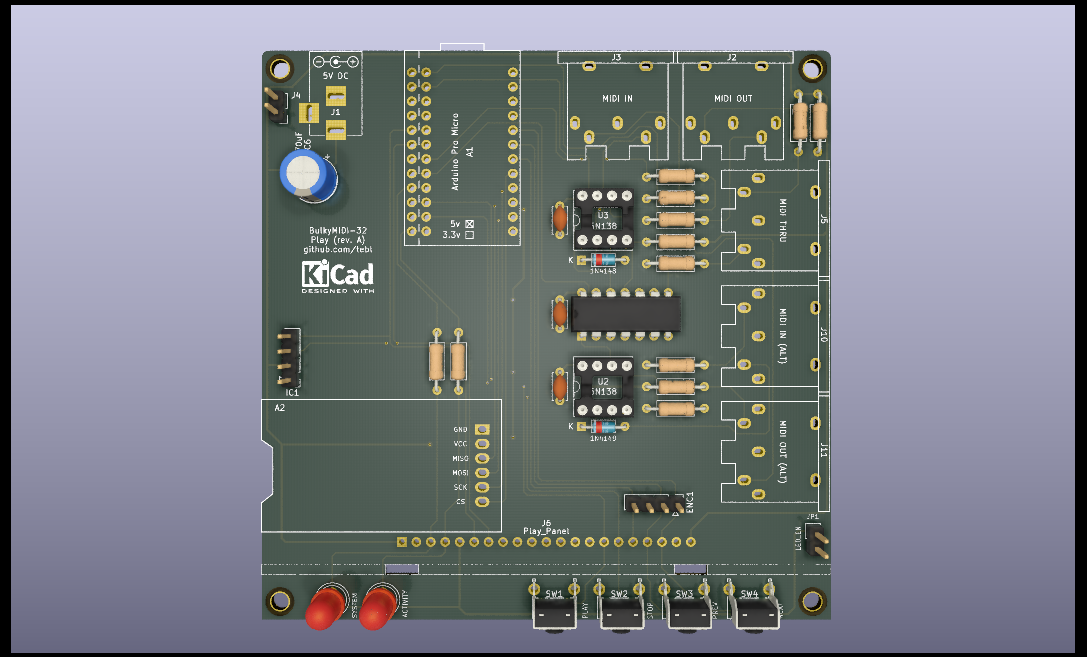 5V DC
J4
J1
C6
Arduino Pro Micro
A1
5v
3.3v
J3
J2
MIDI IN
MIDI OUT
U3
6N138
K
1N4148
MIDI THRU
J5
BulkyMIDI-32
Play (rev. A)
github.com/tebl
KiCad
DESIGNED WITH
MIDI IN (ALT)
J10
IC1
U2
6N138
K
1N4148
A2
GND
VCC
MISO
MOSI
SCK
CS
MIDI OUT (ALT)
J11
ENC1
J6
Play_Panel
JP1
SYSTEM
ACTIVITY
SW1
PLAY
SW2
STOP
SW3
PREV
SW4